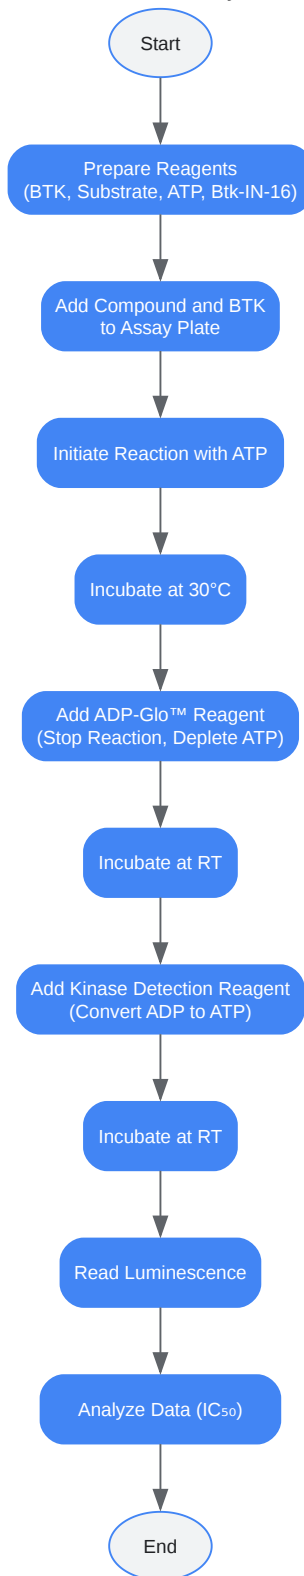 Start
Prepare Reagents
(BTK, Substrate, ATP, Btk-IN-16)
Add Compound and BTK
to Assay Plate
Initiate Reaction with ATP
Incubate at 30°C
Add ADP-Glo™ Reagent
(Stop Reaction, Deplete ATP)
Incubate at RT
Add Kinase Detection Reagent
(Convert ADP to ATP)
Incubate at RT
Read Luminescence
Analyze Data (IC₅₀)
End